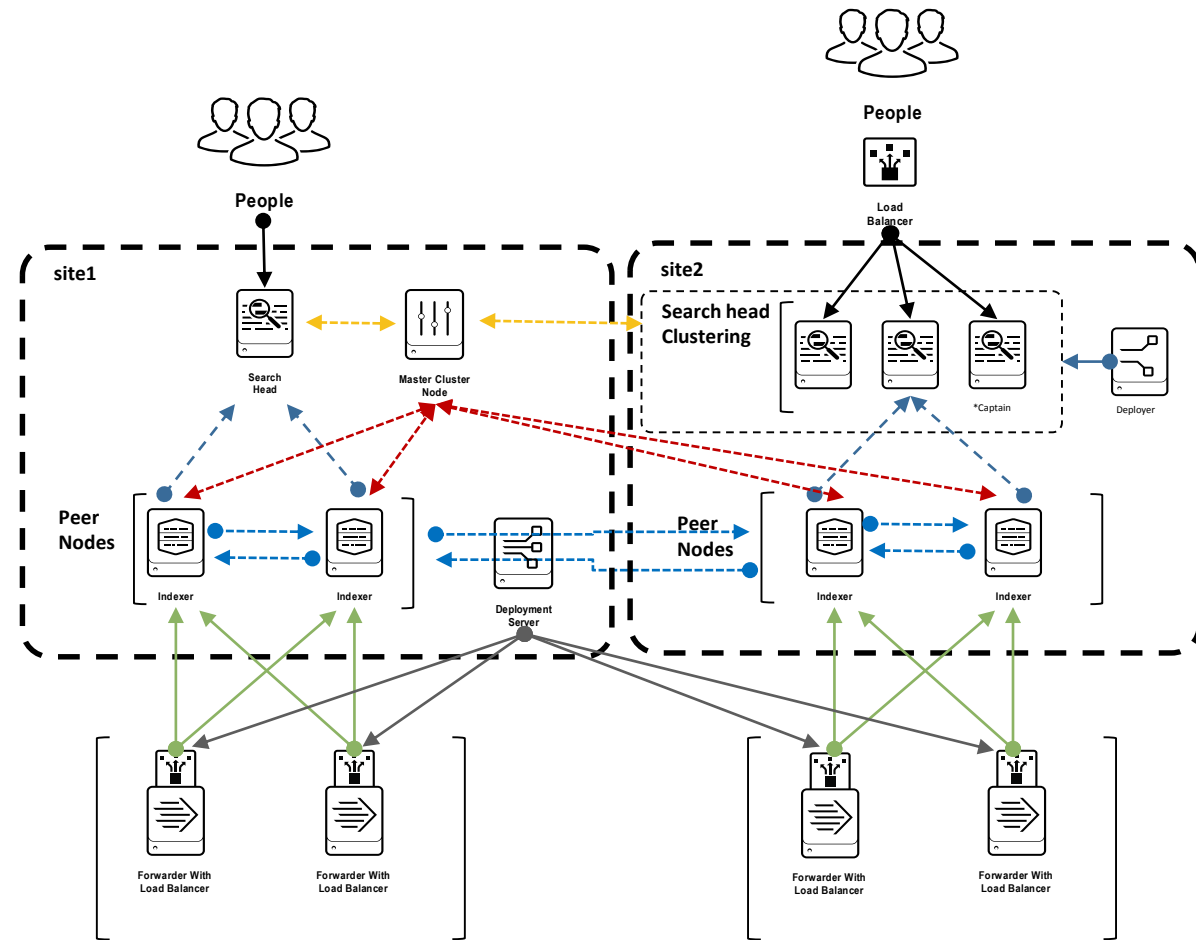 People
People
Load
Balancer
site1
site2
Search head
Clustering
Search
Head
Master Cluster
Node
*Captain
Deployer
Peer
Nodes
Peer
Nodes
Indexer
Indexer
Deployment
Server
Indexer
Indexer
Forwarder With
Load Balancer
Forwarder With
Load Balancer
Forwarder With
Load Balancer
Forwarder With
Load Balancer